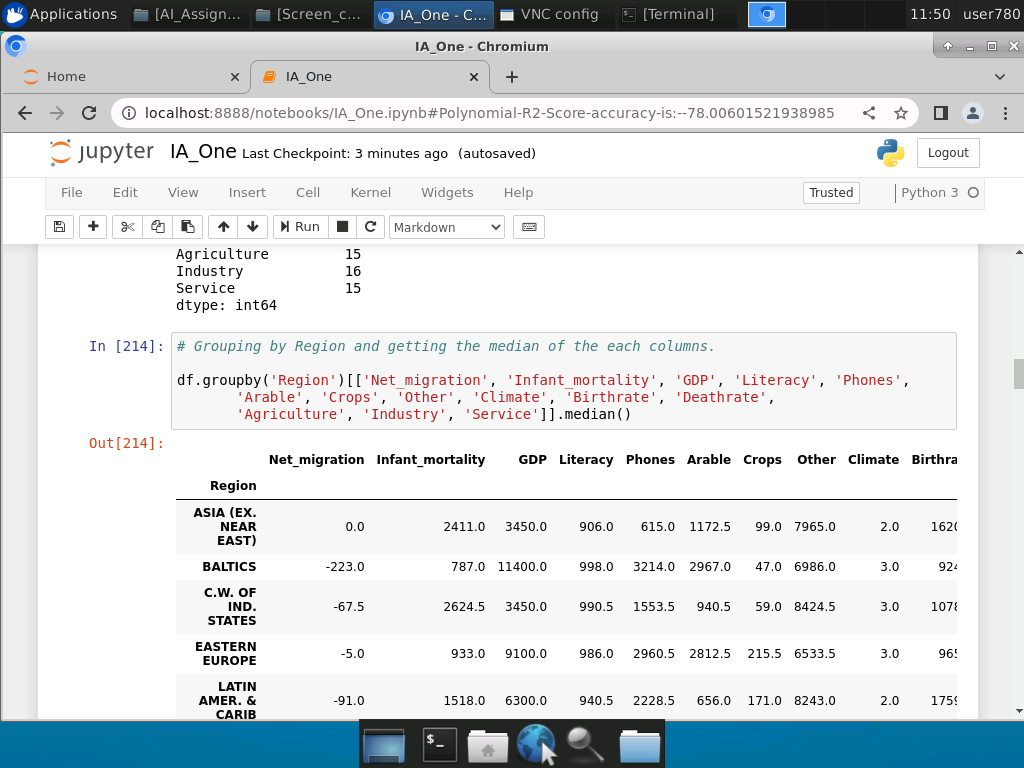 Applications
[AI_Assign...
[Screen_c...
IA_One - C...
VNC config
[Terminal]
11:50
user780
IA_One - Chromium
Home
IA_One
localhost:8888/notebooks/IA_One.ipynb#Polynomial-R2-Score-accuracy-is:--78.00601521938985
jupyter IA_One Last Checkpoint: 3 minutes ago (autosaved)
Logout
File Edit View Insert Cell Kernel Widgets Help
Trusted
Python 3
Run
Markdown
Agriculture 15
Industry 16
Service 15
dtype: int64
In [214]: # Grouping by Region and getting the median of the each columns.
df.groupby('Region')[['Net_migration', 'Infant_mortality', 'GDP', 'Literacy', 'Phones',
'Arable', 'Crops', 'Other', 'Climate', 'Birthrate', 'Deathrate',
'Agriculture', 'Industry', 'Service']].median()
Out[214]:
Net_migration Infant_mortality GDP Literacy Phones Arable Crops Other Climate Birthra
Region
ASIA (EX.
NEAR 0.0 2411.0 3450.0 906.0 615.0 1172.5 99.0 7965.0 2.0 1620
EAST)
BALTICS -223.0 787.0 11400.0 998.0 3214.0 2967.0 47.0 6986.0 3.0 924
C.W. OF
IND. -67.5 2624.5 3450.0 990.5 1553.5 940.5 59.0 8424.5 3.0 1078
STATES
EASTERN
EUROPE -5.0 933.0 9100.0 986.0 2960.5 2812.5 215.5 6533.5 3.0 965
LATIN
AMER. & -91.0 1518.0 6300.0 940.5 2228.5 656.0 171.0 8243.0 2.0 1759
CARIB